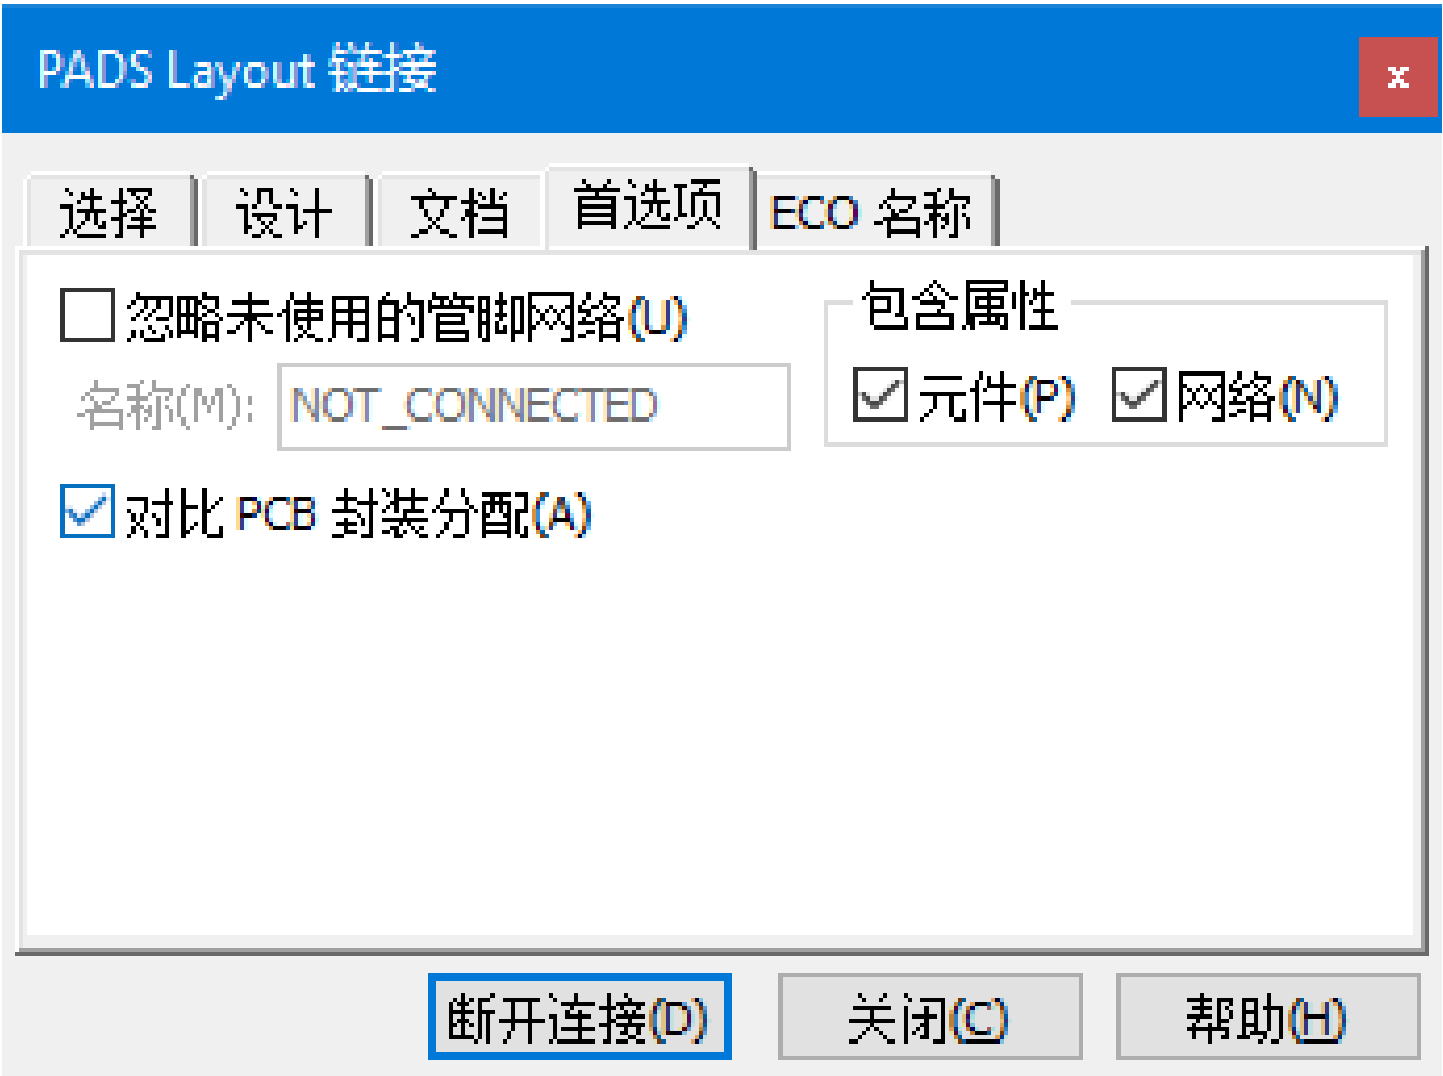 PADS Layout 链接
x
选择 设计 文档 首选项 ECO 名称
忽略未使用的管脚网络(U)
包含属性
名称(M): NOT_CONNECTED
元件(P) 网络(N)
对比 PCB 封装分配(A)
断开连接(D) 关闭(C) 帮助(H)